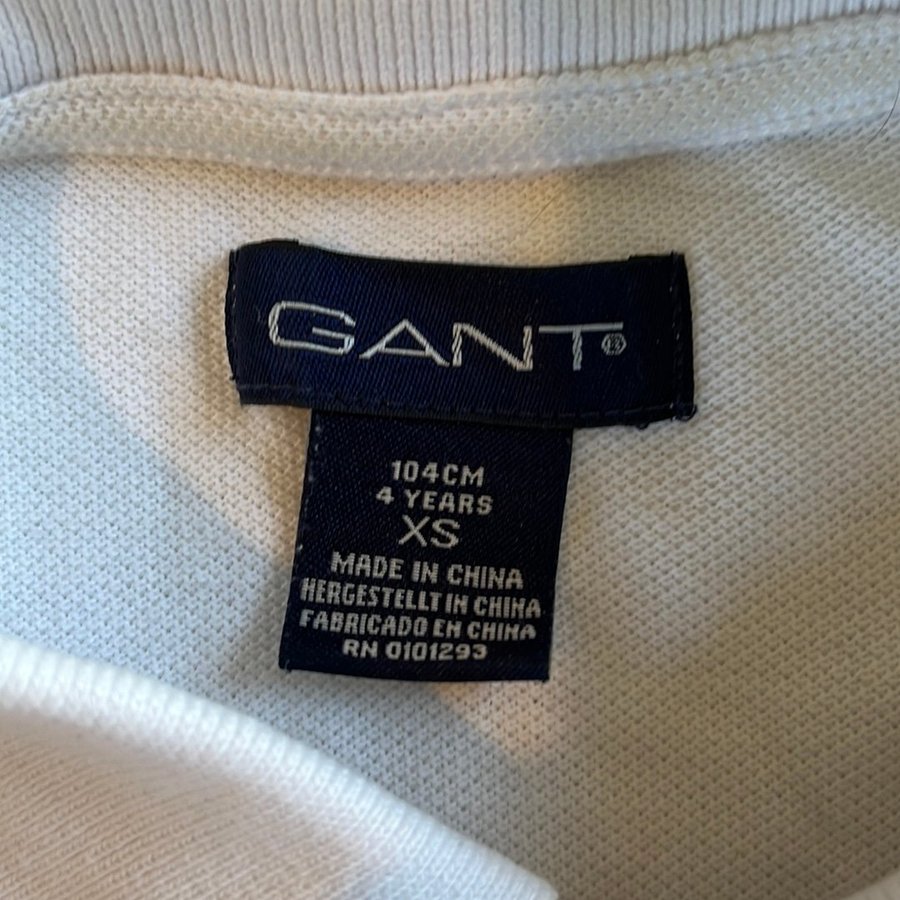 GANT®
104CM
4 YEARS
XS
MADE IN CHINA
HERGESTELLT IN CHINA
FABRICADO EN CHINA
RN 0101293